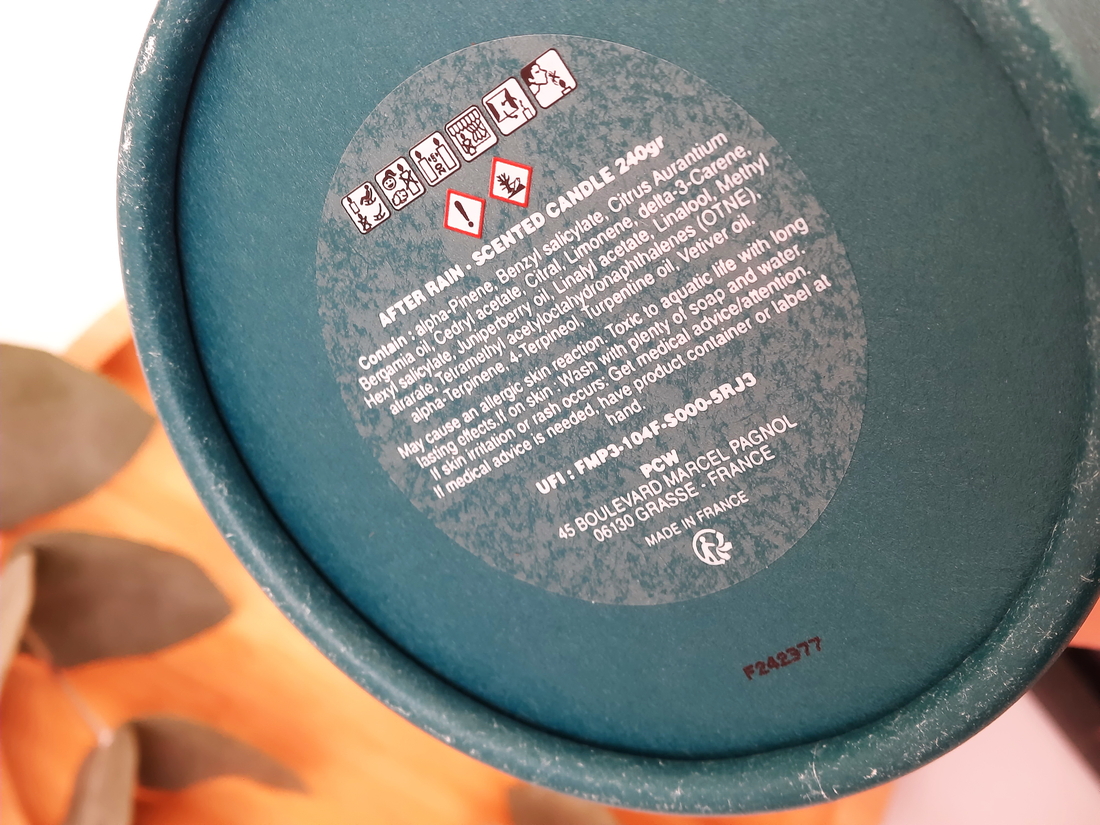 AFTER RAIN - SCENTED CANDLE 240gr
Contain : alpha-Pinene, Benzyl salicylate, Citrus Aurantium
Bergamia oil, Cedryl acetate, Citral, Limonene, delta-3-Carene,
Hexyl salicylate, Juniperberry oil, Linalyl acetate, Linalool, Methyl
atrarate, Tetramethyl acetyloctahydronaphthalenes (OTNE),
alpha-Terpinene, 4-Terpineol, Turpentine oil, Vetiver oil.
May cause an allergic skin reaction. Toxic to aquatic life with long
lasting effects.If on skin : Wash with plenty of soap and water.
If skin irritation or rash occurs: Get medical advice/attention.
If medical advice is needed, have product container or label at
hand.
UFI : FMP3-104F-S000-5RJ3
PCW
45 BOULEVARD MARCEL PAGNOL
06130 GRASSE - FRANCE
MADE IN FRANCE
F242377